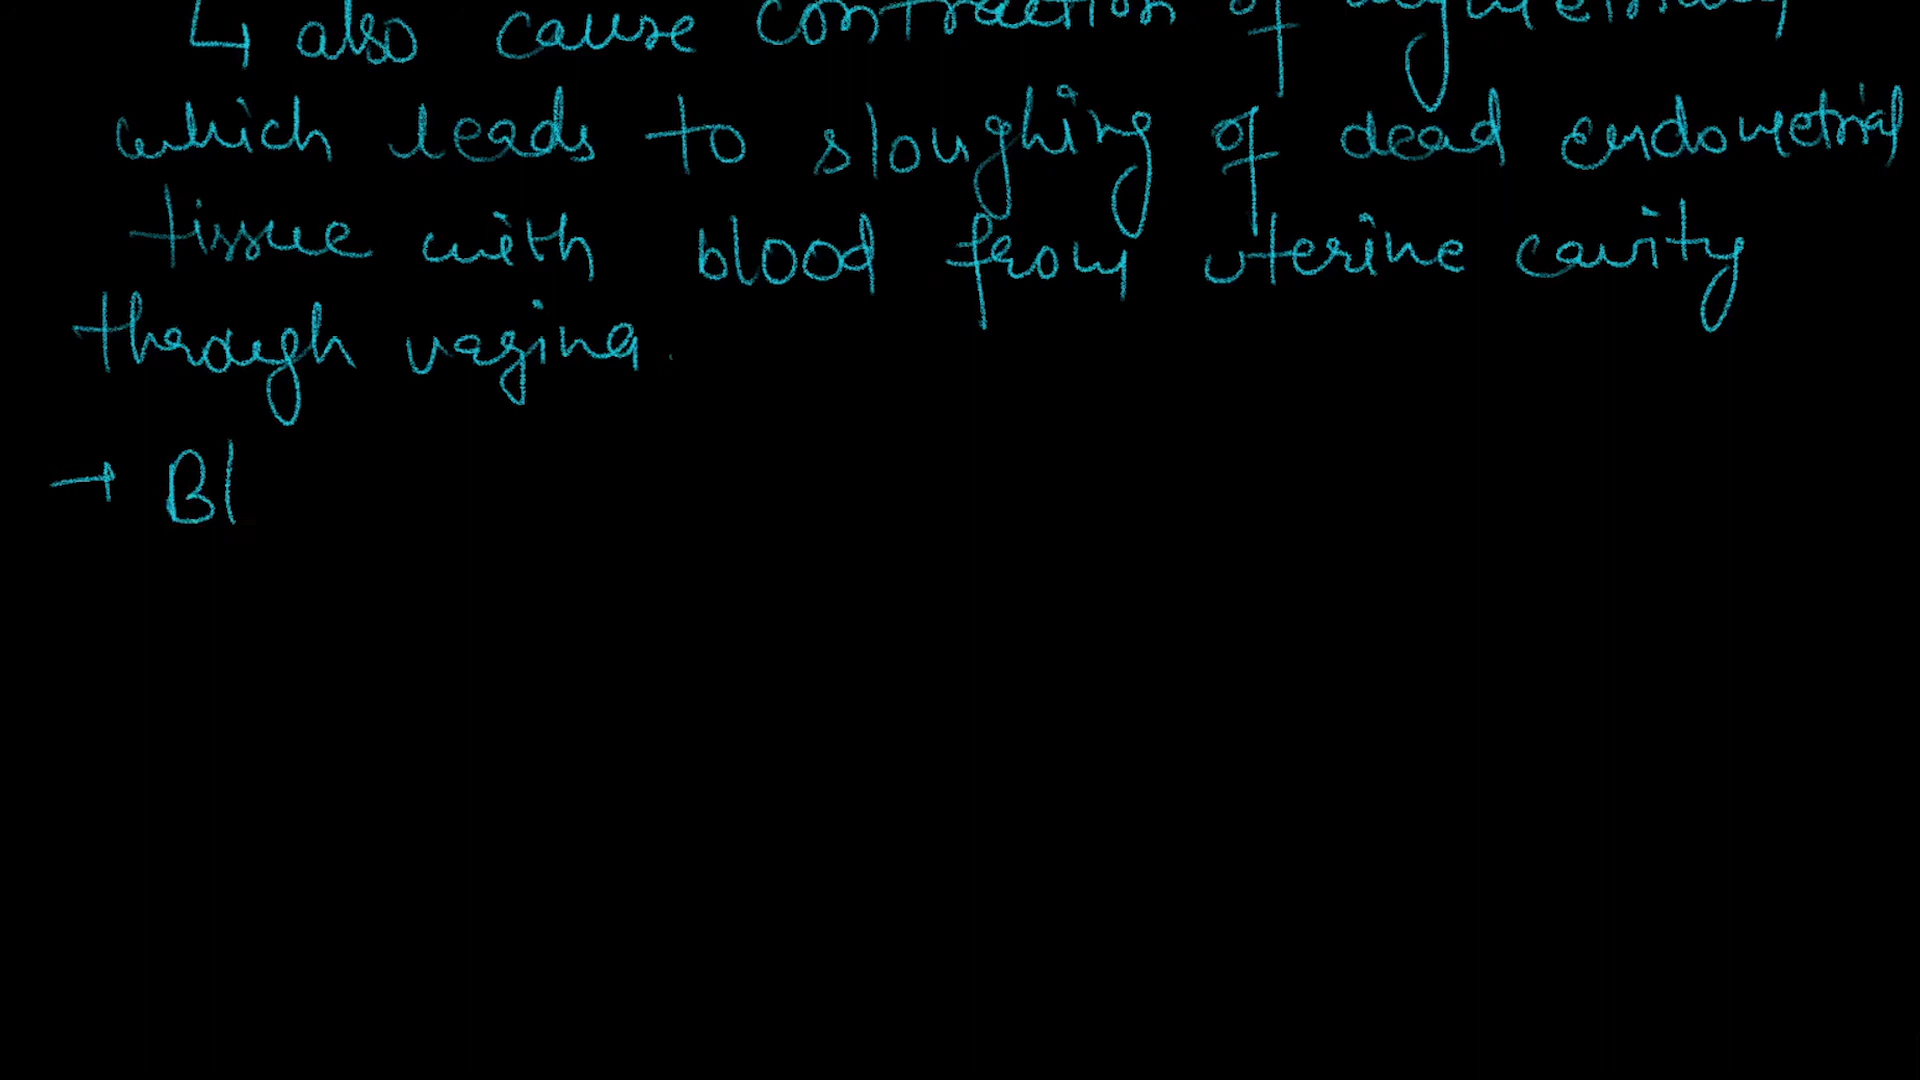 ↳ also cause contraction of myometrium
which leads to sloughing of dead endometrial
tissue with blood from uterine cavity
through vagina.
→ Bl